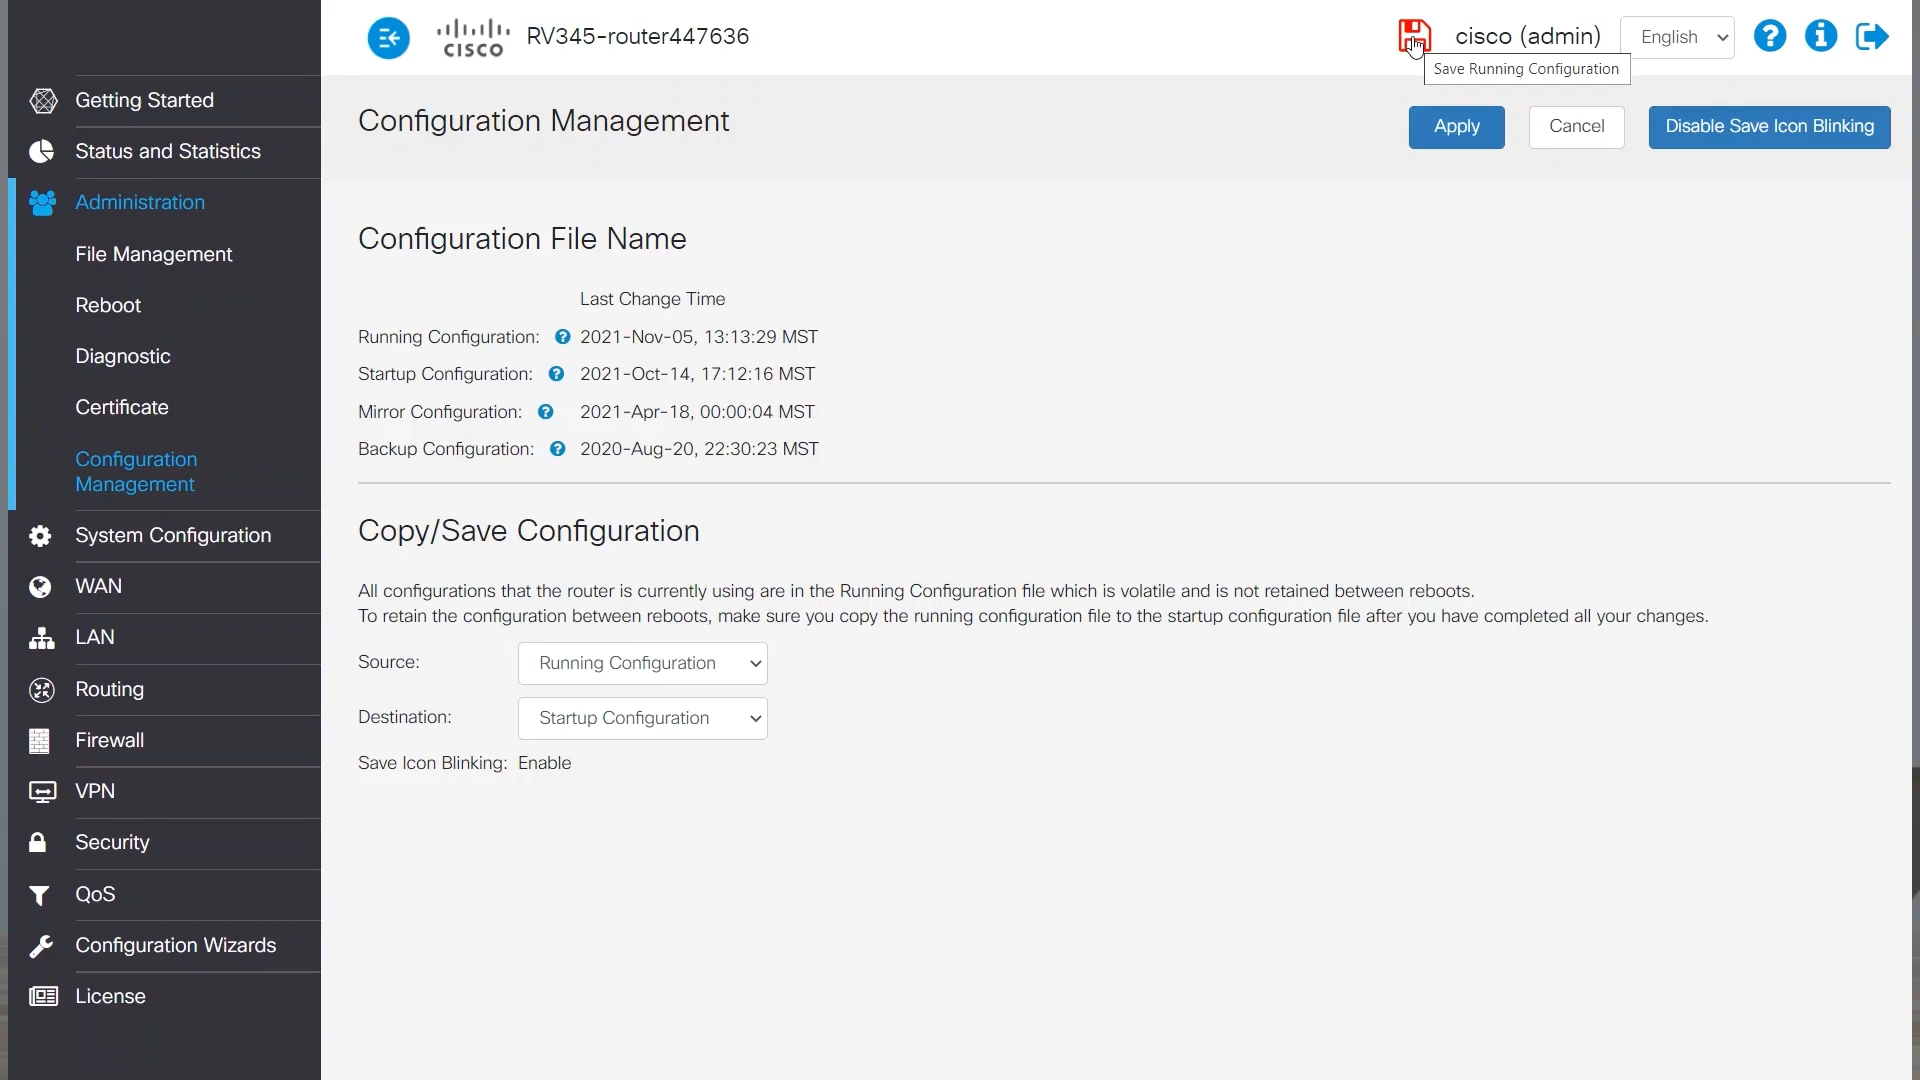 cisco
RV345-router447636
cisco (admin)
English
Save Running Configuration
Getting Started
Status and Statistics
Administration
File Management
Reboot
Diagnostic
Certificate
Configuration
Management
System Configuration
WAN
LAN
Routing
Firewall
VPN
Security
QoS
Configuration Wizards
License
Configuration Management
Apply
Cancel
Disable Save Icon Blinking
Configuration File Name
Last Change Time
Running Configuration: ? 2021-Nov-05, 13:13:29 MST
Startup Configuration: ? 2021-Oct-14, 17:12:16 MST
Mirror Configuration: ? 2021-Apr-18, 00:00:04 MST
Backup Configuration: ? 2020-Aug-20, 22:30:23 MST
Copy/Save Configuration
All configurations that the router is currently using are in the Running Configuration file which is volatile and is not retained between reboots.
To retain the configuration between reboots, make sure you copy the running configuration file to the startup configuration file after you have completed all your changes.
Source: Running Configuration
Destination: Startup Configuration
Save Icon Blinking: Enable